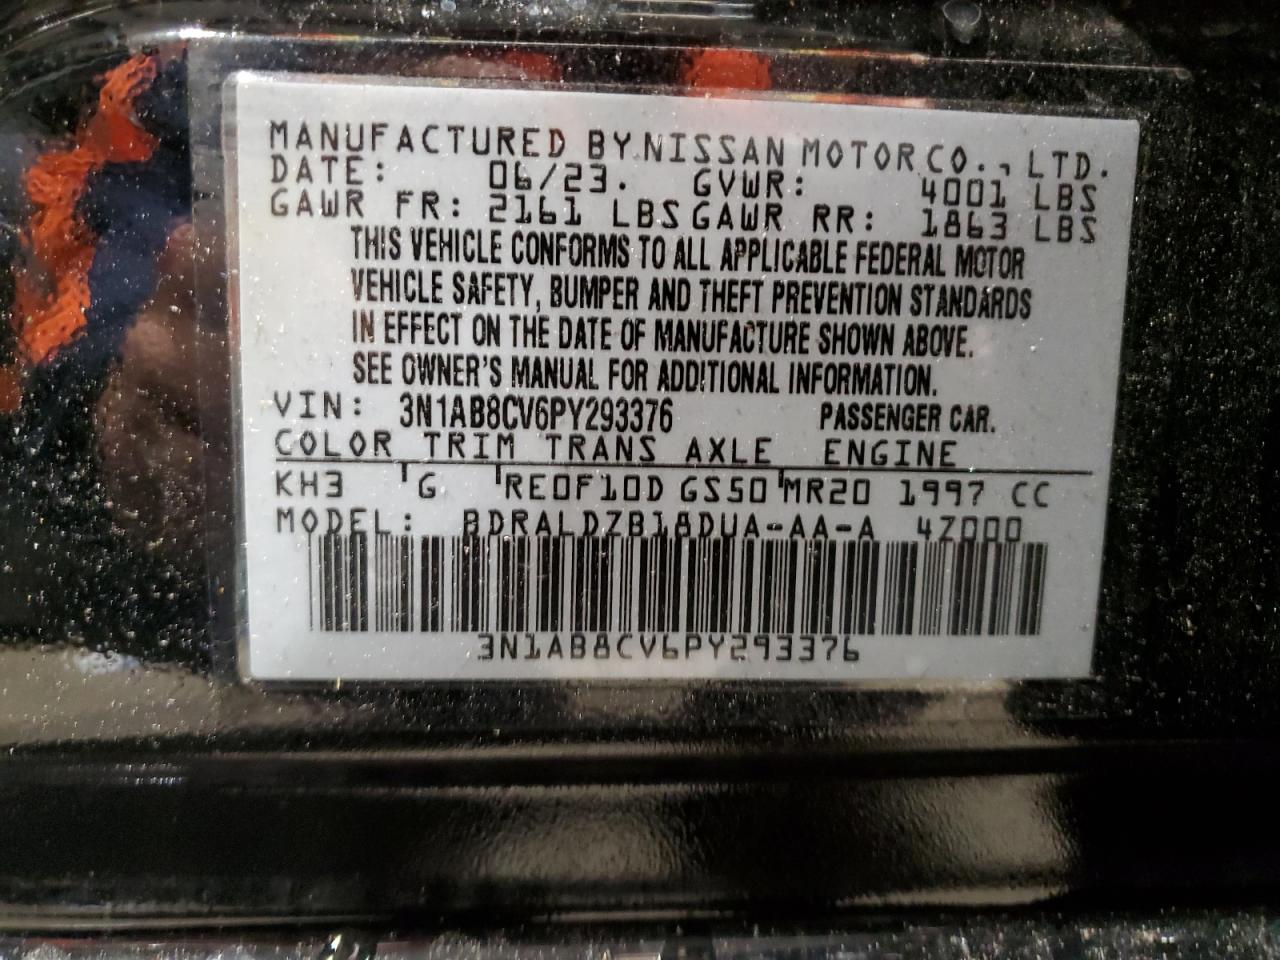 MANUFACTURED BY NISSAN MOTOR CO., LTD.
DATE: 06/23. GVWR: 4001 LBS
GAWR FR: 2161 LBS GAWR RR: 1863 LBS
THIS VEHICLE CONFORMS TO ALL APPLICABLE FEDERAL MOTOR
VEHICLE SAFETY, BUMPER AND THEFT PREVENTION STANDARDS
IN EFFECT ON THE DATE OF MANUFACTURE SHOWN ABOVE.
SEE OWNER'S MANUAL FOR ADDITIONAL INFORMATION.
VIN: 3N1AB8CV6PY293376 PASSENGER CAR.
COLOR TRIM TRANS AXLE ENGINE
KH3 G RE0F10D GS50 MR20 1997 CC
MODEL: BDRALDZB18DUA-AA-A 4Z000
3N1AB8CV6PY293376